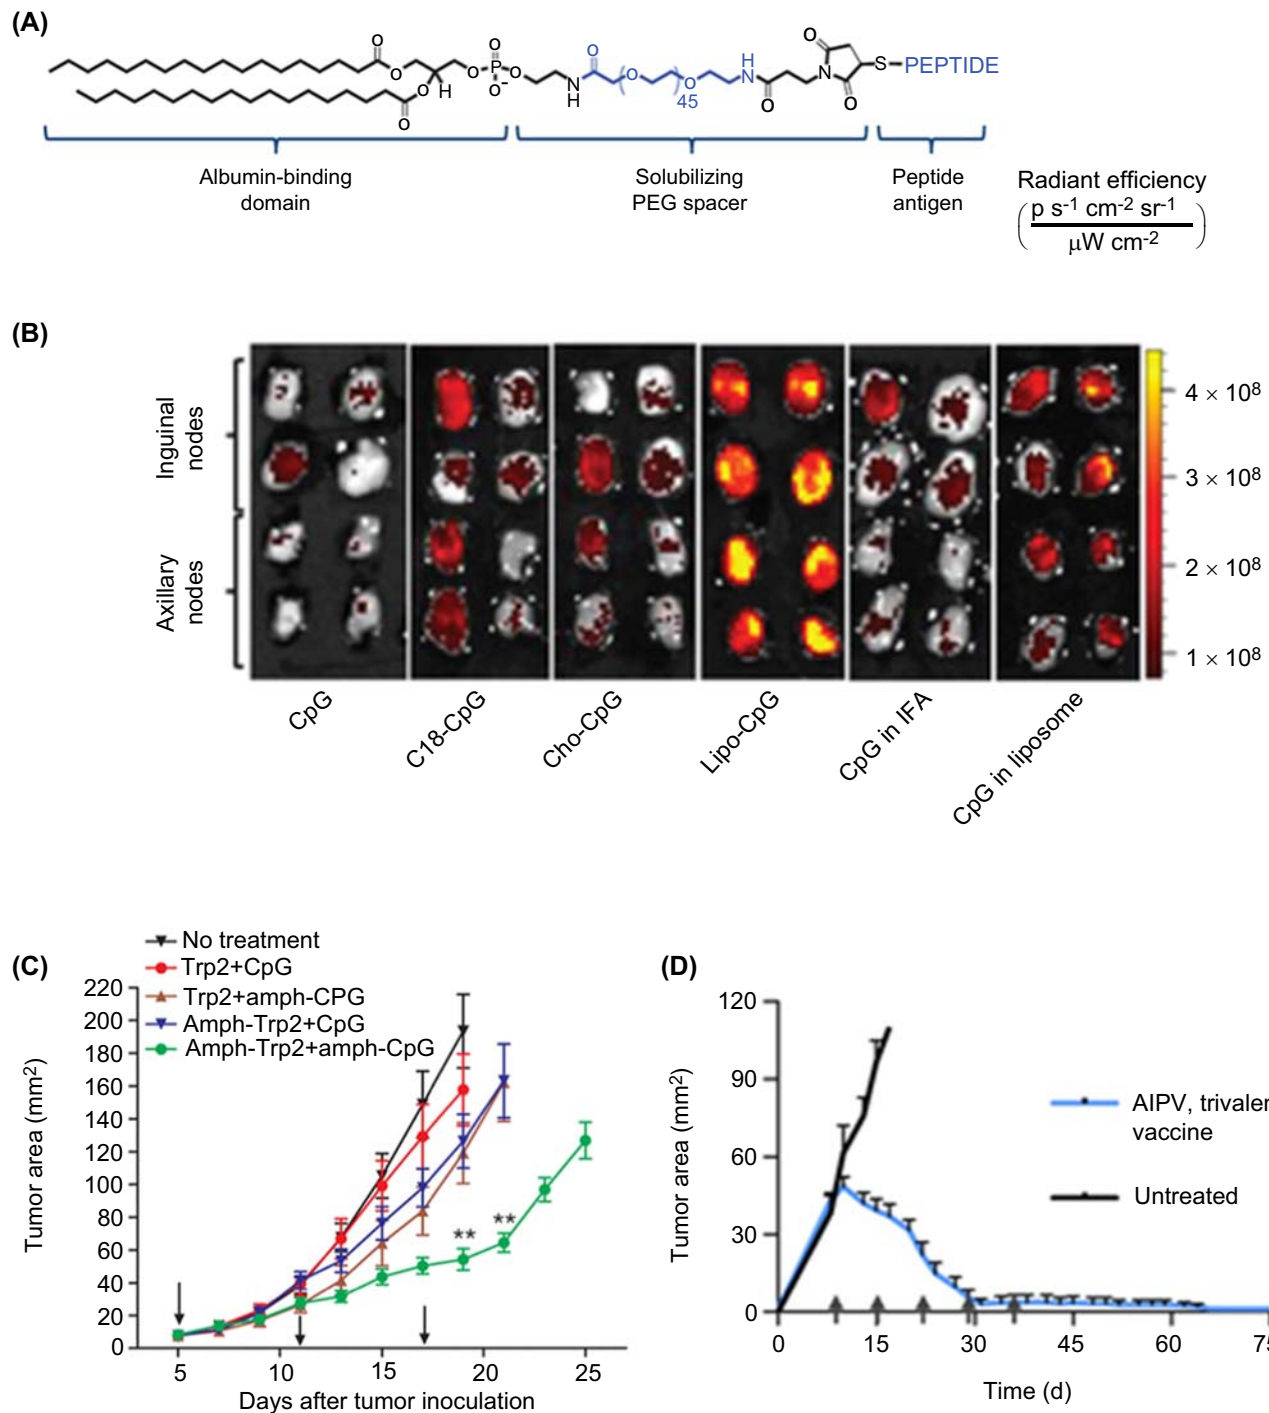 (A)
O
O
O
O
H
O
O
P
O-
O
N
H
O
O
45
O
H
N
O
O
N
O
S
PEPTIDE
Albumin-binding
domain
Solubilizing
PEG spacer
Peptide
antigen
Radiant efficiency
(p s-1 cm-2 sr-1
μW cm-2)
(B)
Inguinal
nodes
Axillary
nodes
4 × 10⁸
3 × 10⁸
2 × 10⁸
1 × 10⁸
CpG
C18-CpG
Cho-CpG
Lipo-CpG
CpG in IFA
CpG in liposome
(C)
No treatment
Trp2+CpG
Trp2+amph-CPG
Amph-Trp2+CpG
Amph-Trp2+amph-CpG
Tumor area (mm²)
220
200
180
160
140
120
100
80
60
40
20
0
** **
5 10 15 20 25
Days after tumor inoculation
(D)
Tumor area (mm²)
120
90
60
30
0
AIPV, trivaler
vaccine
Untreated
0 15 30 45 60 75
Time (d)